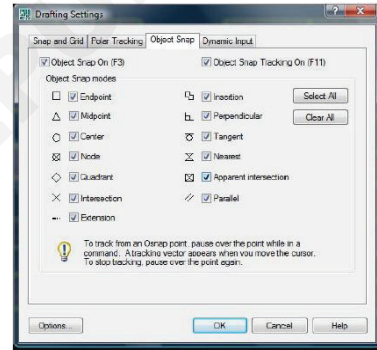 Drafting Settings
Snap and Grid Polar Tracking Object Snap Dynamic Input
Object Snap On (F3) Object Snap Tracking On (F11)
Object Snap modes
Endpoint Insertion Select All
Midpoint Perpendicular Clear All
Center Tangent
Node Nearest
Quadrant Apparent intersection
Intersection Parallel
Extension
To track from an Osnap point, pause over the point while in a
command. A tracking vector appears when you move the cursor.
To stop tracking, pause over the point again.
Options... OK Cancel Help